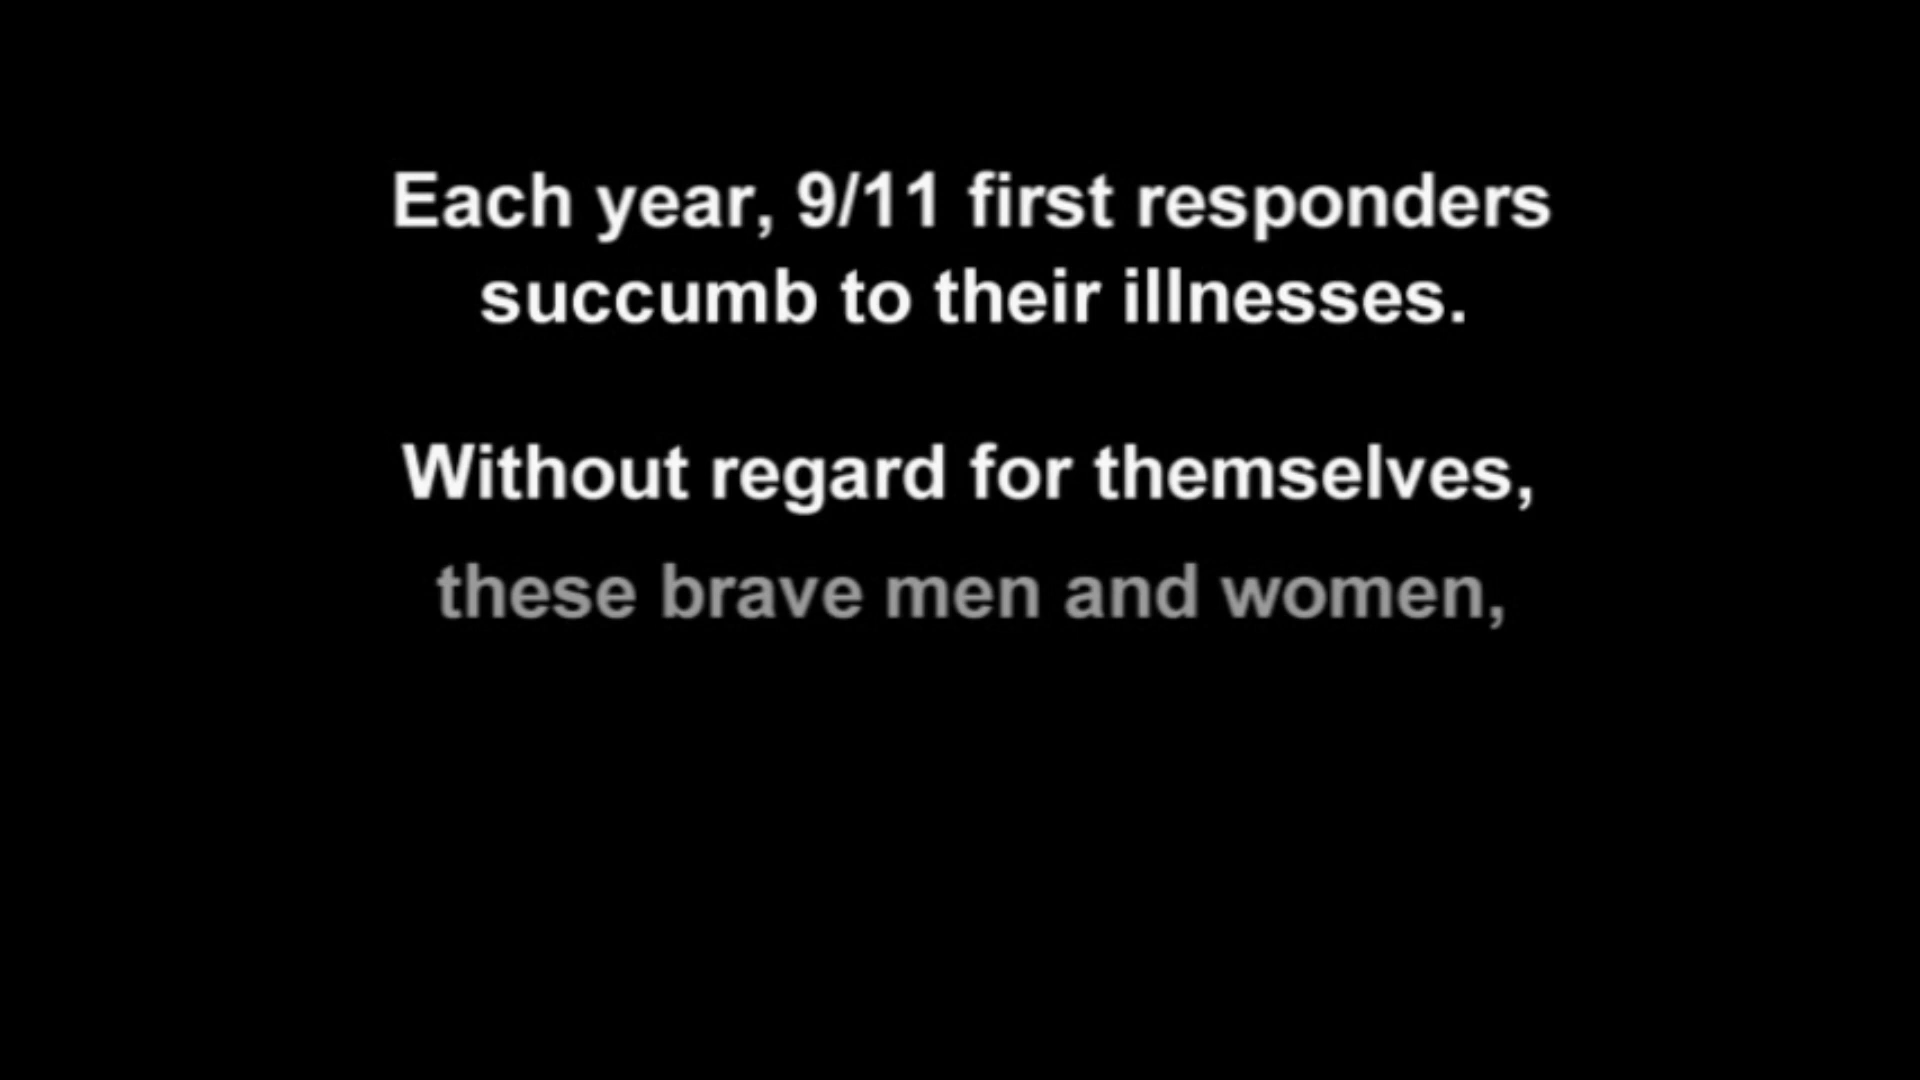 Each year, 9/11 first responders
succumb to their illnesses.
Without regard for themselves,
these brave men and women,